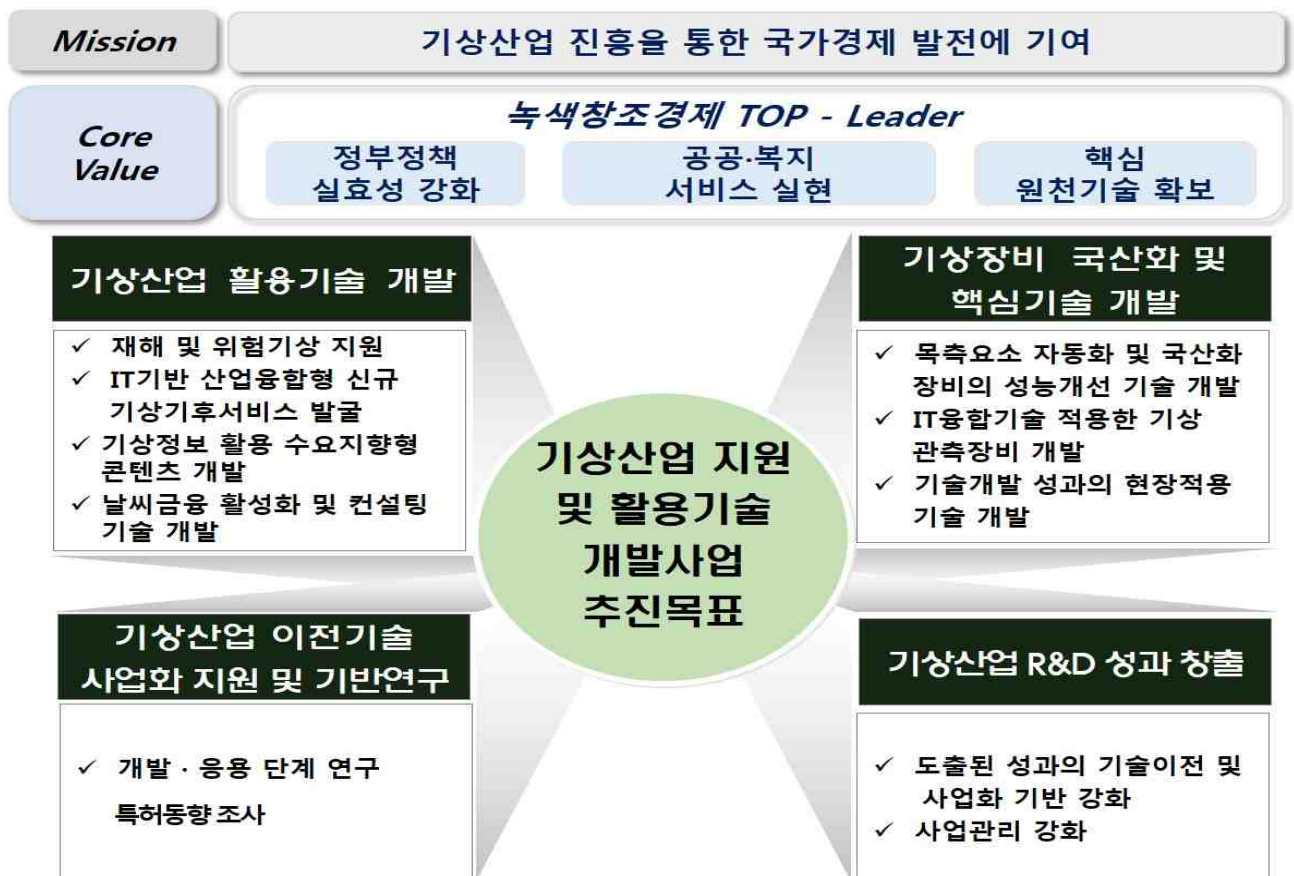 Mission
기상산업 진흥을 통한 국가경제 발전에 기여
Core
Value
녹색창조경제 TOP - Leader
정부정책
실효성 강화
공공·복지
서비스 실현
핵심
원천기술 확보
기상산업 활용기술 개발
✓ 재해 및 위험기상 지원
✓ IT기반 산업융합형 신규
기상기후서비스 발굴
✓ 기상정보 활용 수요지향형
콘텐츠 개발
✓ 날씨금융 활성화 및 컨설팅
기술 개발
기상장비 국산화 및
핵심기술 개발
✓ 목측요소 자동화 및 국산화
장비의 성능개선 기술 개발
✓ IT융합기술 적용한 기상
관측장비 개발
✓ 기술개발 성과의 현장적용
기술 개발
기상산업 지원
및 활용기술
개발사업
추진목표
기상산업 이전기술
사업화 지원 및 기반연구
✓ 개발 · 응용 단계 연구
특허동향 조사
기상산업 R&D 성과 창출
✓ 도출된 성과의 기술이전 및
사업화 기반 강화
✓ 사업관리 강화